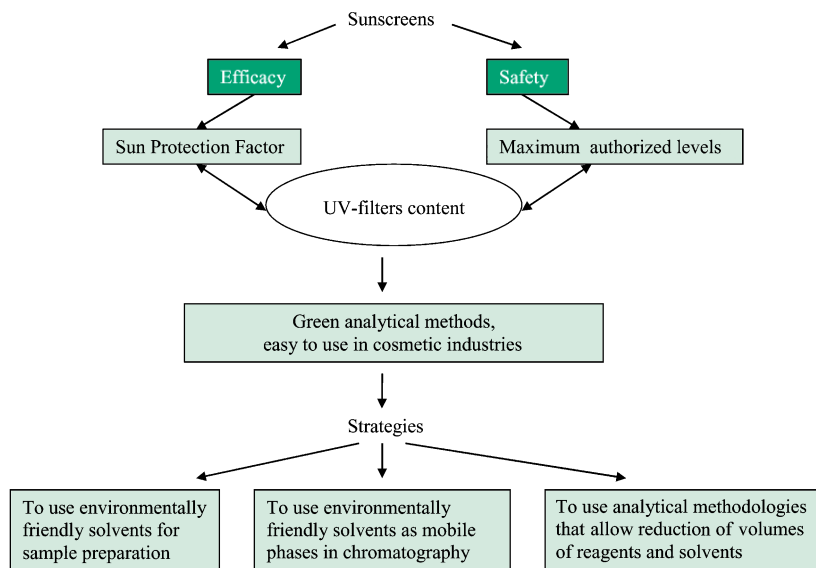 Sunscreens
Efficacy
Safety
Sun Protection Factor
Maximum authorized levels
UV-filters content
Green analytical methods,
easy to use in cosmetic industries
Strategies
To use environmentally
friendly solvents for
sample preparation
To use environmentally
friendly solvents as mobile
phases in chromatography
To use analytical methodologies
that allow reduction of volumes
of reagents and solvents